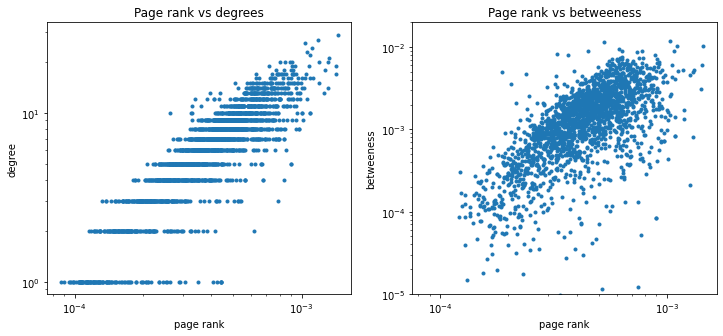 Page rank vs degrees
degree
10¹
10⁰
10⁻⁴
10⁻³
page rank
Page rank vs betweeness
betweeness
10⁻²
10⁻³
10⁻⁴
10⁻⁵
10⁻⁴
10⁻³
page rank